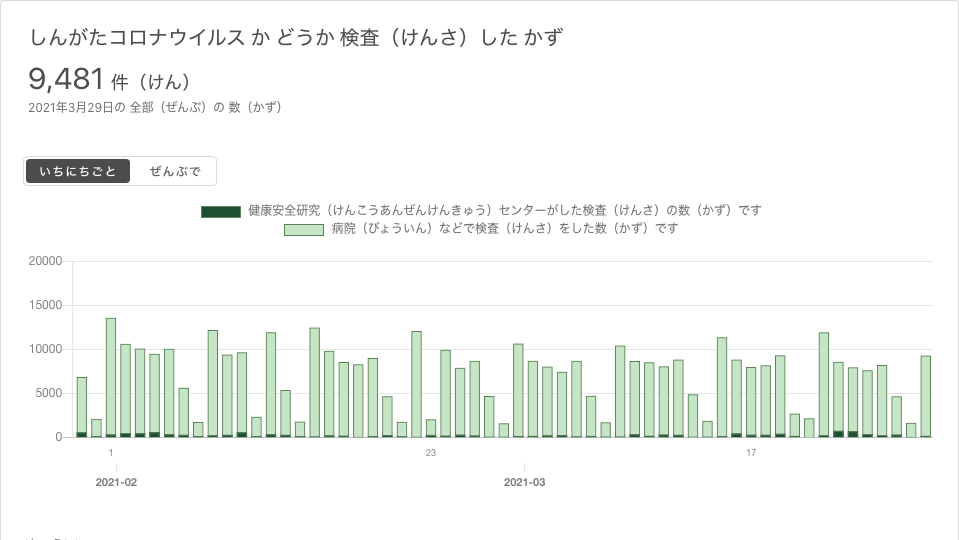 しんがたコロナウイルス か どうか 検査（けんさ）した かず
9,481 件（けん）
2021年3月29日の 全部（ぜんぶ）の 数（かず）
いちにちごと ぜんぶで
健康安全研究（けんこうあんぜんけんきゅう）センターがした検査（けんさ）の数（かず）です
病院（びょういん）などで検査（けんさ）をした数（かず）です
20000
15000
10000
5000
0
1 23 17
2021-02 2021-03